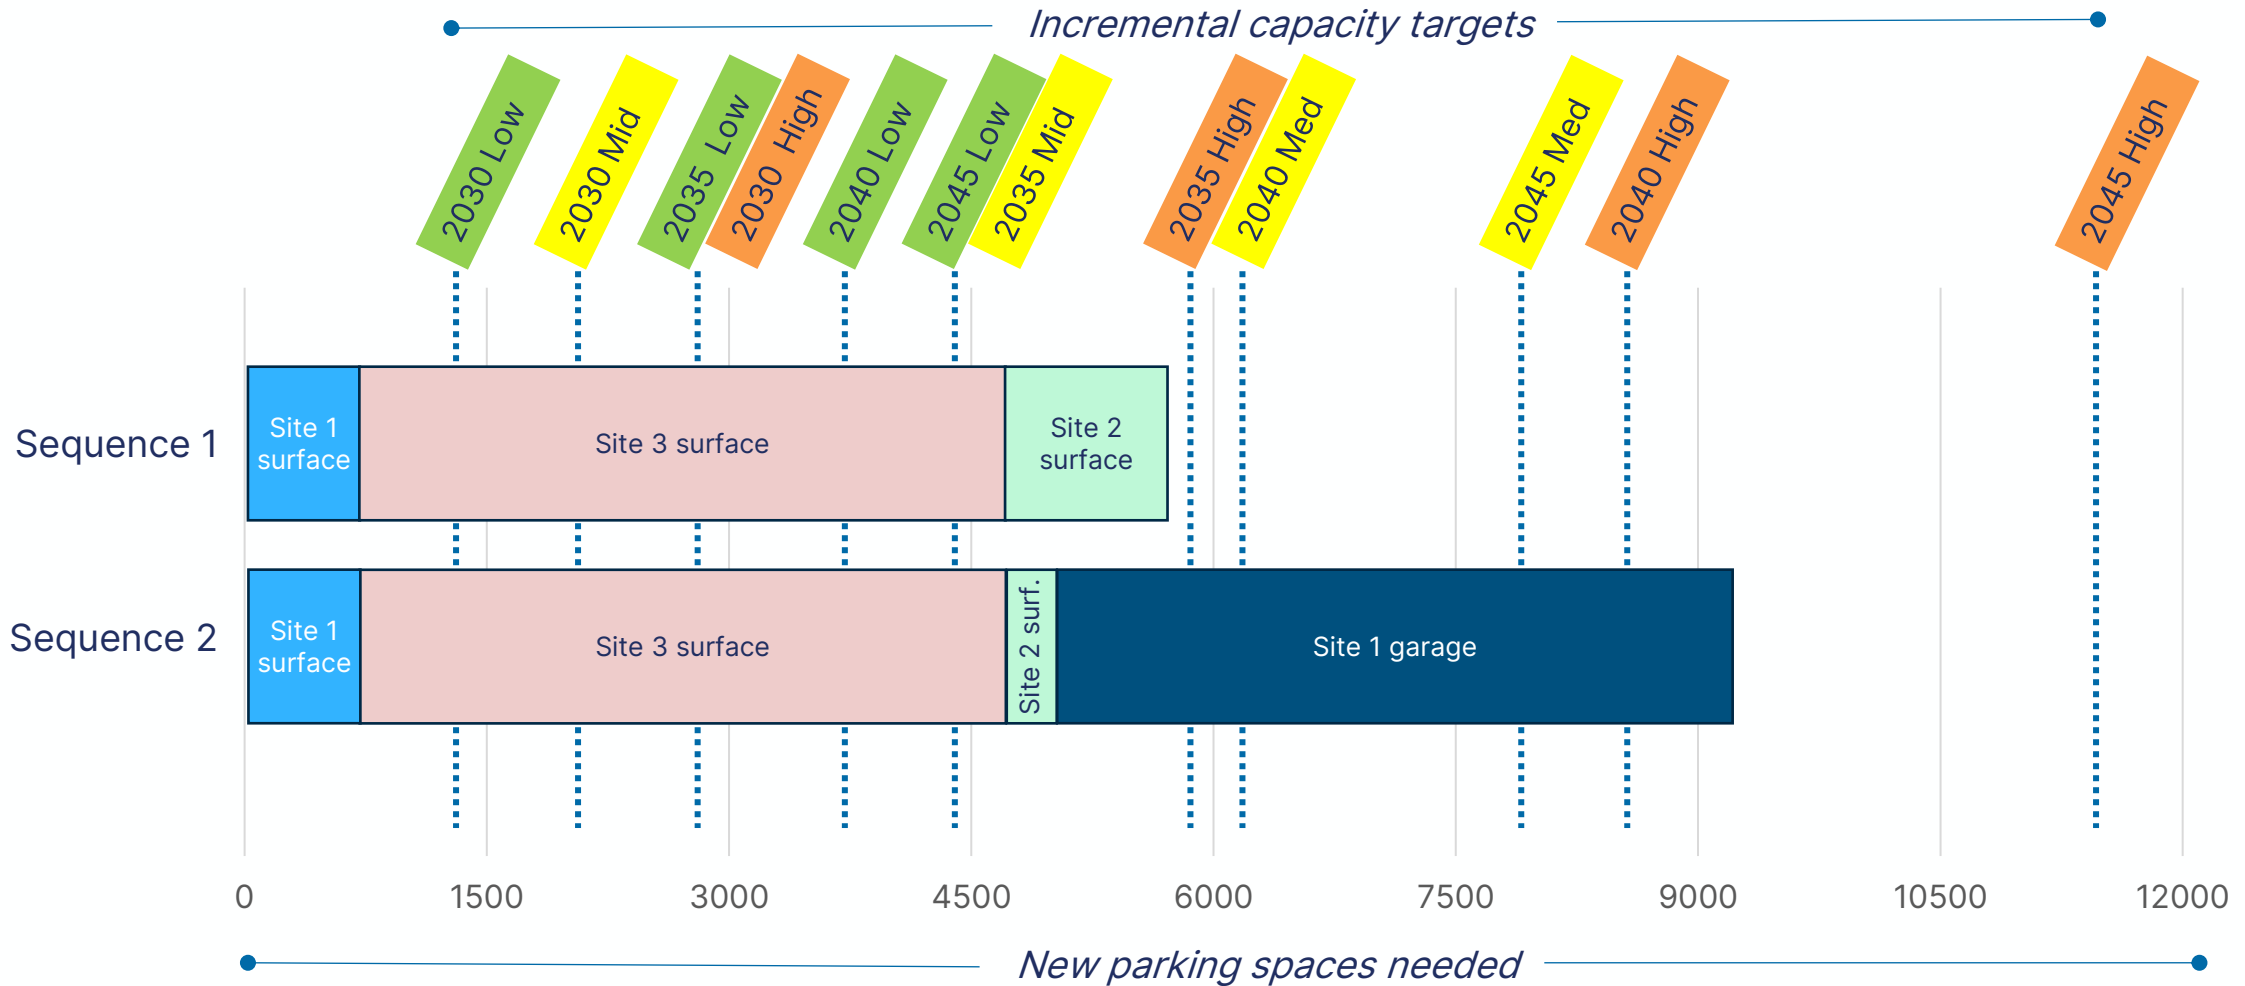 Incremental capacity targets
2030 Low
2030 Mid
2035 Low
2030 High
2040 Low
2045 Low
2035 Mid
2035 High
2040 Med
2045 Med
2040 High
2045 High
Sequence 1
Site 1
surface
Site 3 surface
Site 2
surface
Sequence 2
Site 1
surface
Site 3 surface
Site 2 surf.
Site 1 garage
0
1500
3000
4500
6000
7500
9000
10500
12000
New parking spaces needed